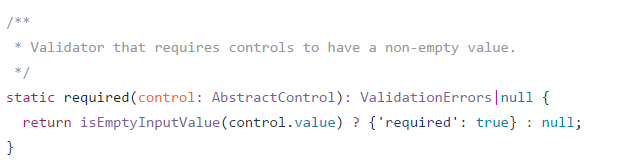 /**
 * Validator that requires controls to have a non-empty value.
 */
static required(control: AbstractControl): ValidationErrors|null {
  return isEmptyInputValue(control.value) ? {'required': true} : null;
}